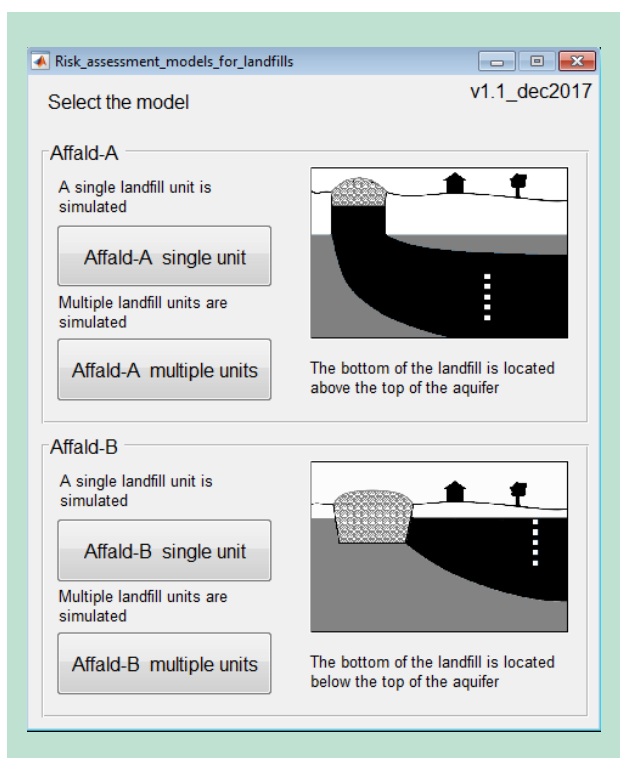 Risk_assessment_models_for_landfills
v1.1_dec2017
Select the model
Affald-A
A single landfill unit is
simulated
Affald-A single unit
Multiple landfill units are
simulated
Affald-A multiple units
The bottom of the landfill is located
above the top of the aquifer
Affald-B
A single landfill unit is
simulated
Affald-B single unit
Multiple landfill units are
simulated
Affald-B multiple units
The bottom of the landfill is located
below the top of the aquifer